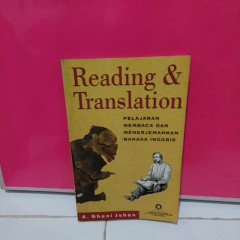 Reading &
Translation
PELAJARAN
MEMBACA DAN
MENERJEMAHKAN
BAHASA INGGRIS
A. Ghani Johan